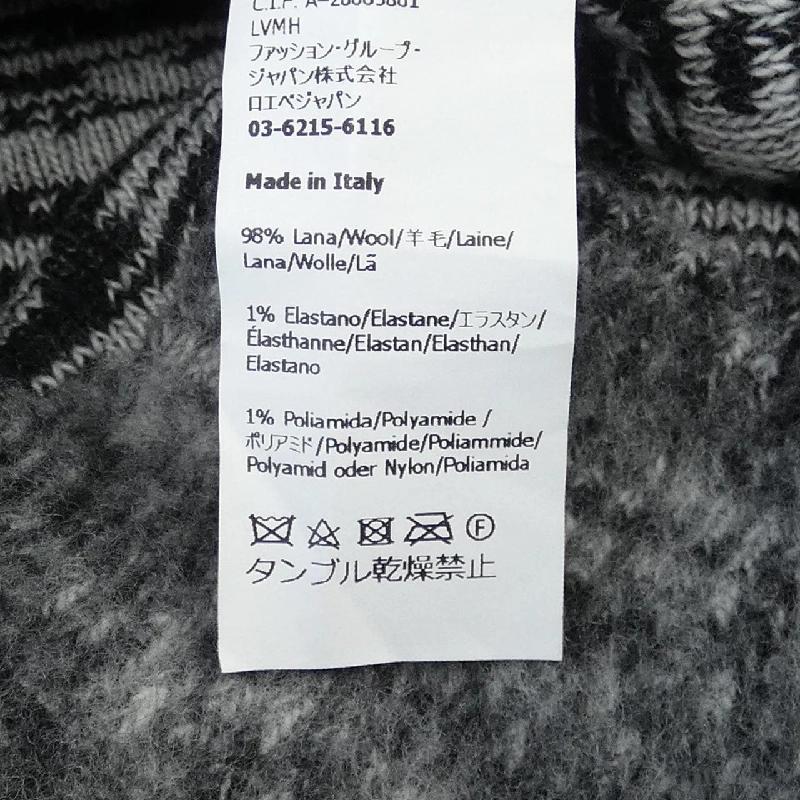 C.I.F. A-28003861
LVMH
ファッション・グループ・
ジャパン株式会社
ロエベジャパン
03-6215-6116
Made in Italy
98% Lana/Wool/羊毛/Laine/
Lana/Wolle/Lã
1% Elastano/Elastane/エラスタン/
Élasthanne/Elastan/Elasthan/
Elastano
1% Poliamida/Polyamide /
ポリアミド/Polyamide/Poliammide/
Polyamid oder Nylon/Poliamida
F
タンブル乾燥禁止